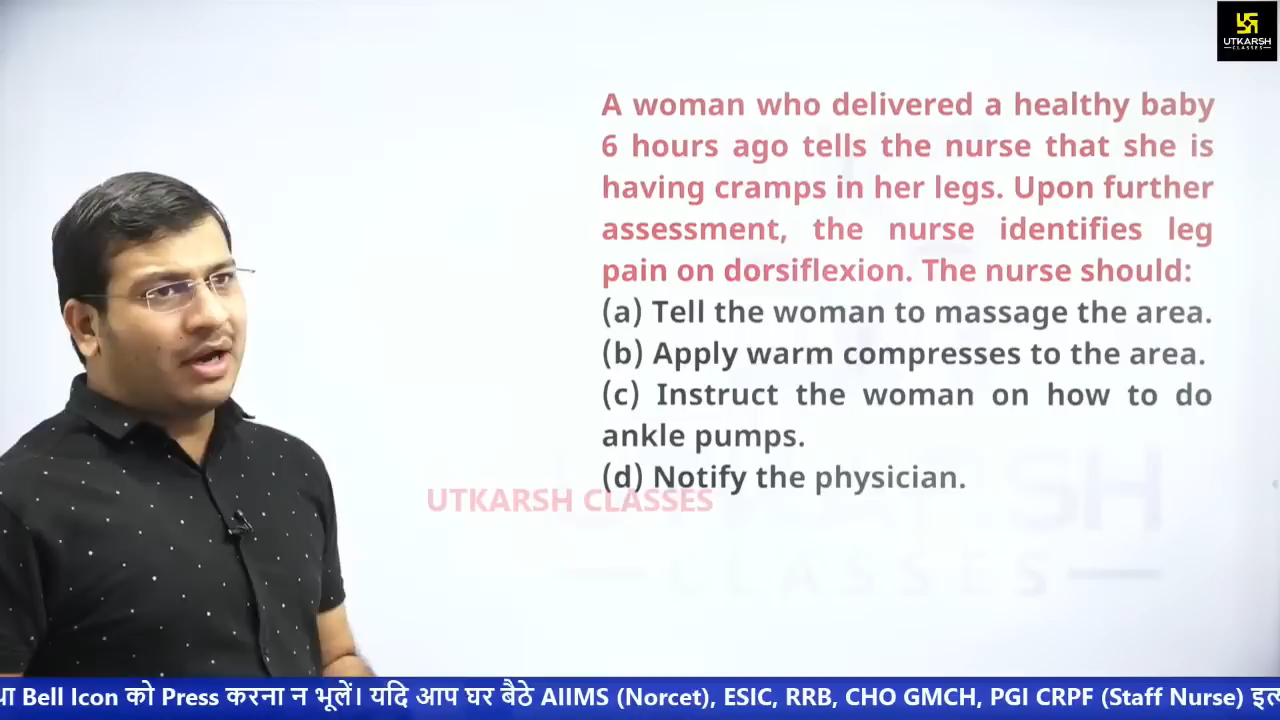 UTKARSH
CLASSES
A woman who delivered a healthy baby
6 hours ago tells the nurse that she is
having cramps in her legs. Upon further
assessment, the nurse identifies leg
pain on dorsiflexion. The nurse should:
(a) Tell the woman to massage the area.
(b) Apply warm compresses to the area.
(c) Instruct the woman on how to do
ankle pumps.
(d) Notify the physician.
UTKARSH CLASSES
CLASSES
Bell Icon को Press करना न भूलें। यदि आप घर बैठे AIIMS (Norcet), ESIC, RRB, CHO GMCH, PGI CRPF (Staff Nurse)